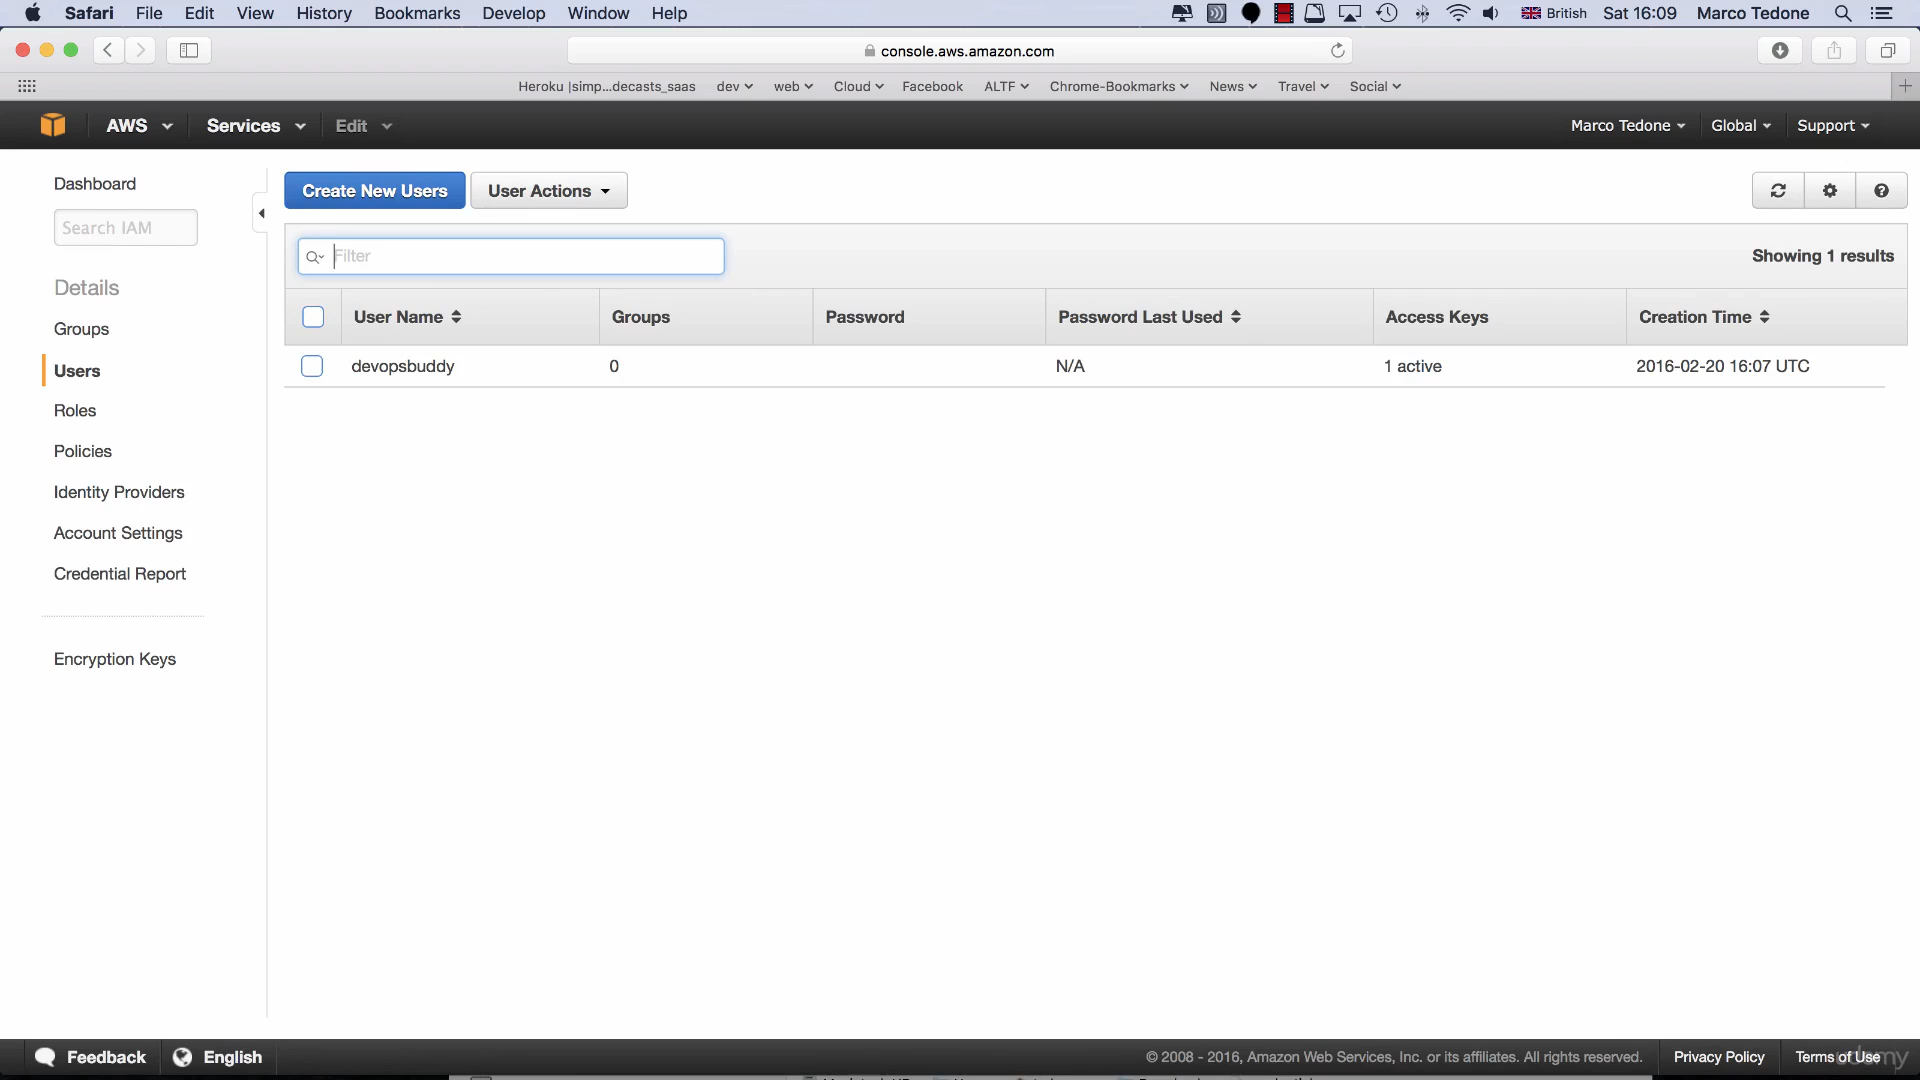 Safari File Edit View History Bookmarks Develop Window Help British Sat 16:09 Marco Tedone
console.aws.amazon.com
Heroku |simp...decasts_saas dev web Cloud Facebook ALTF Chrome-Bookmarks News Travel Social
AWS Services Edit Marco Tedone Global Support
Dashboard
Search IAM
Details
Groups
Users
Roles
Policies
Identity Providers
Account Settings
Credential Report
Encryption Keys
Create New Users User Actions
Filter Showing 1 results
User Name Groups Password Password Last Used Access Keys Creation Time
devopsbuddy 0 N/A 1 active 2016-02-20 16:07 UTC
Feedback English © 2008 - 2016, Amazon Web Services, Inc. or its affiliates. All rights reserved. Privacy Policy Terms of Use
udemy